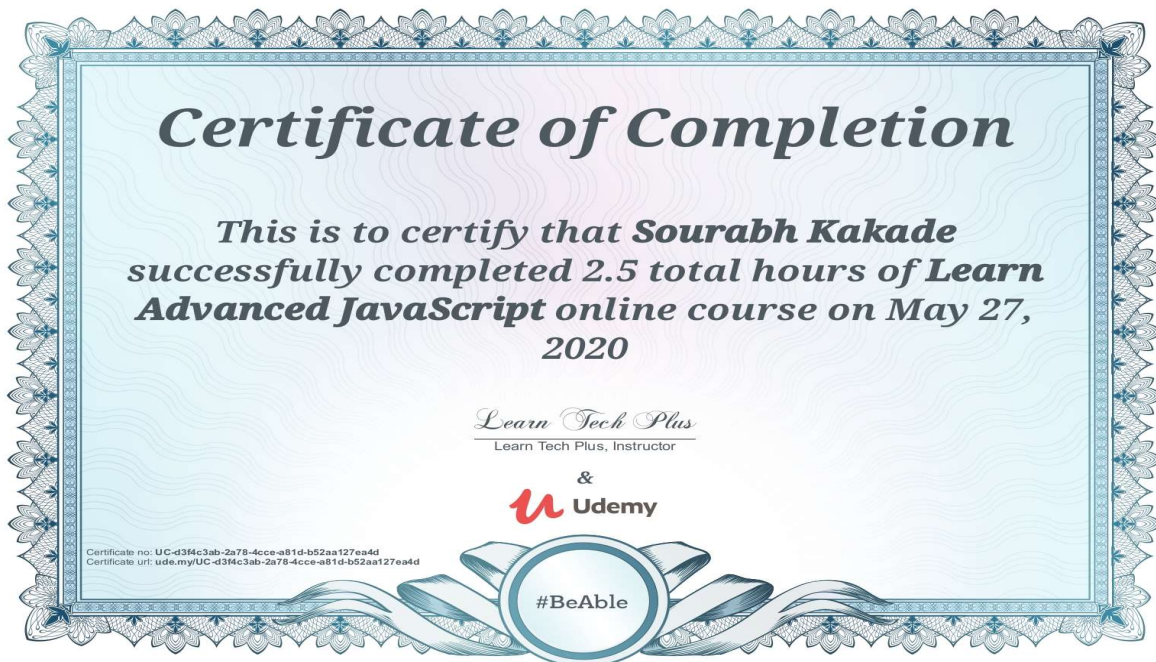 Certificate of Completion
This is to certify that Sourabh Kakade
successfully completed 2.5 total hours of Learn
Advanced JavaScript online course on May 27,
2020
Learn Tech Plus
Learn Tech Plus, Instructor
&
Udemy
Certificate no: UC-d3f4c3ab-2a78-4cce-a81d-b52aa127ea4d
Certificate url: ude.my/UC-d3f4c3ab-2a78-4cce-a81d-b52aa127ea4d
#BeAble